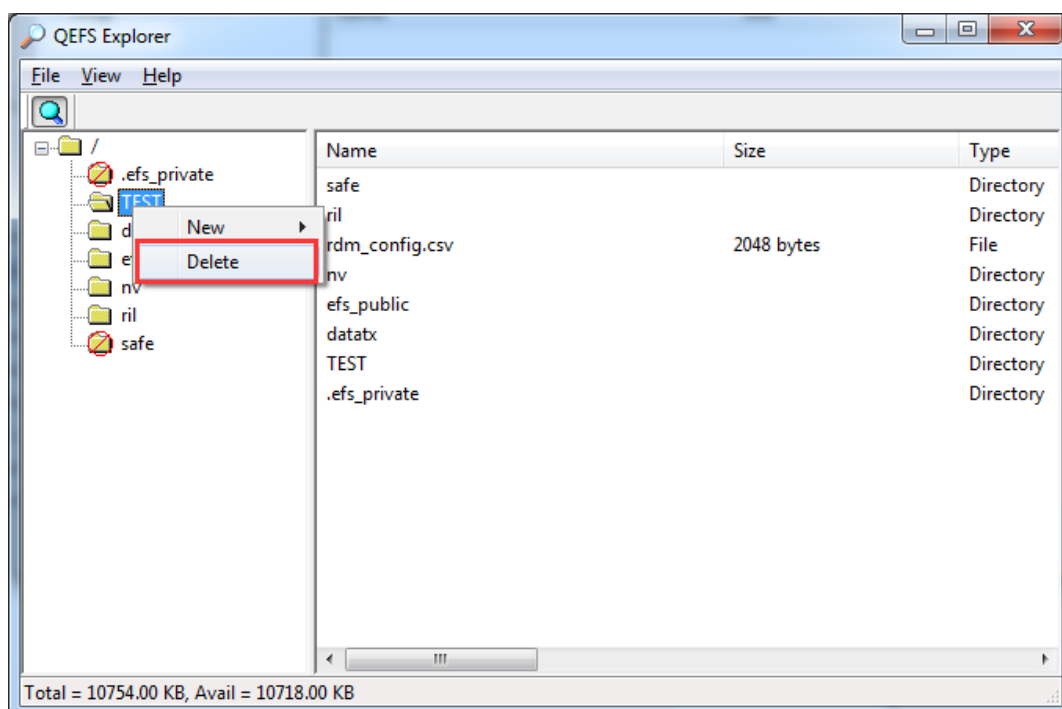 QEFS Explorer
File View Help
/
.efs_private
TEST
d
e
nv
ril
safe
New
Delete
Name Size Type
safe Directory
ril Directory
rdm_config.csv 2048 bytes File
nv Directory
efs_public Directory
datatx Directory
TEST Directory
.efs_private Directory
Total = 10754.00 KB, Avail = 10718.00 KB